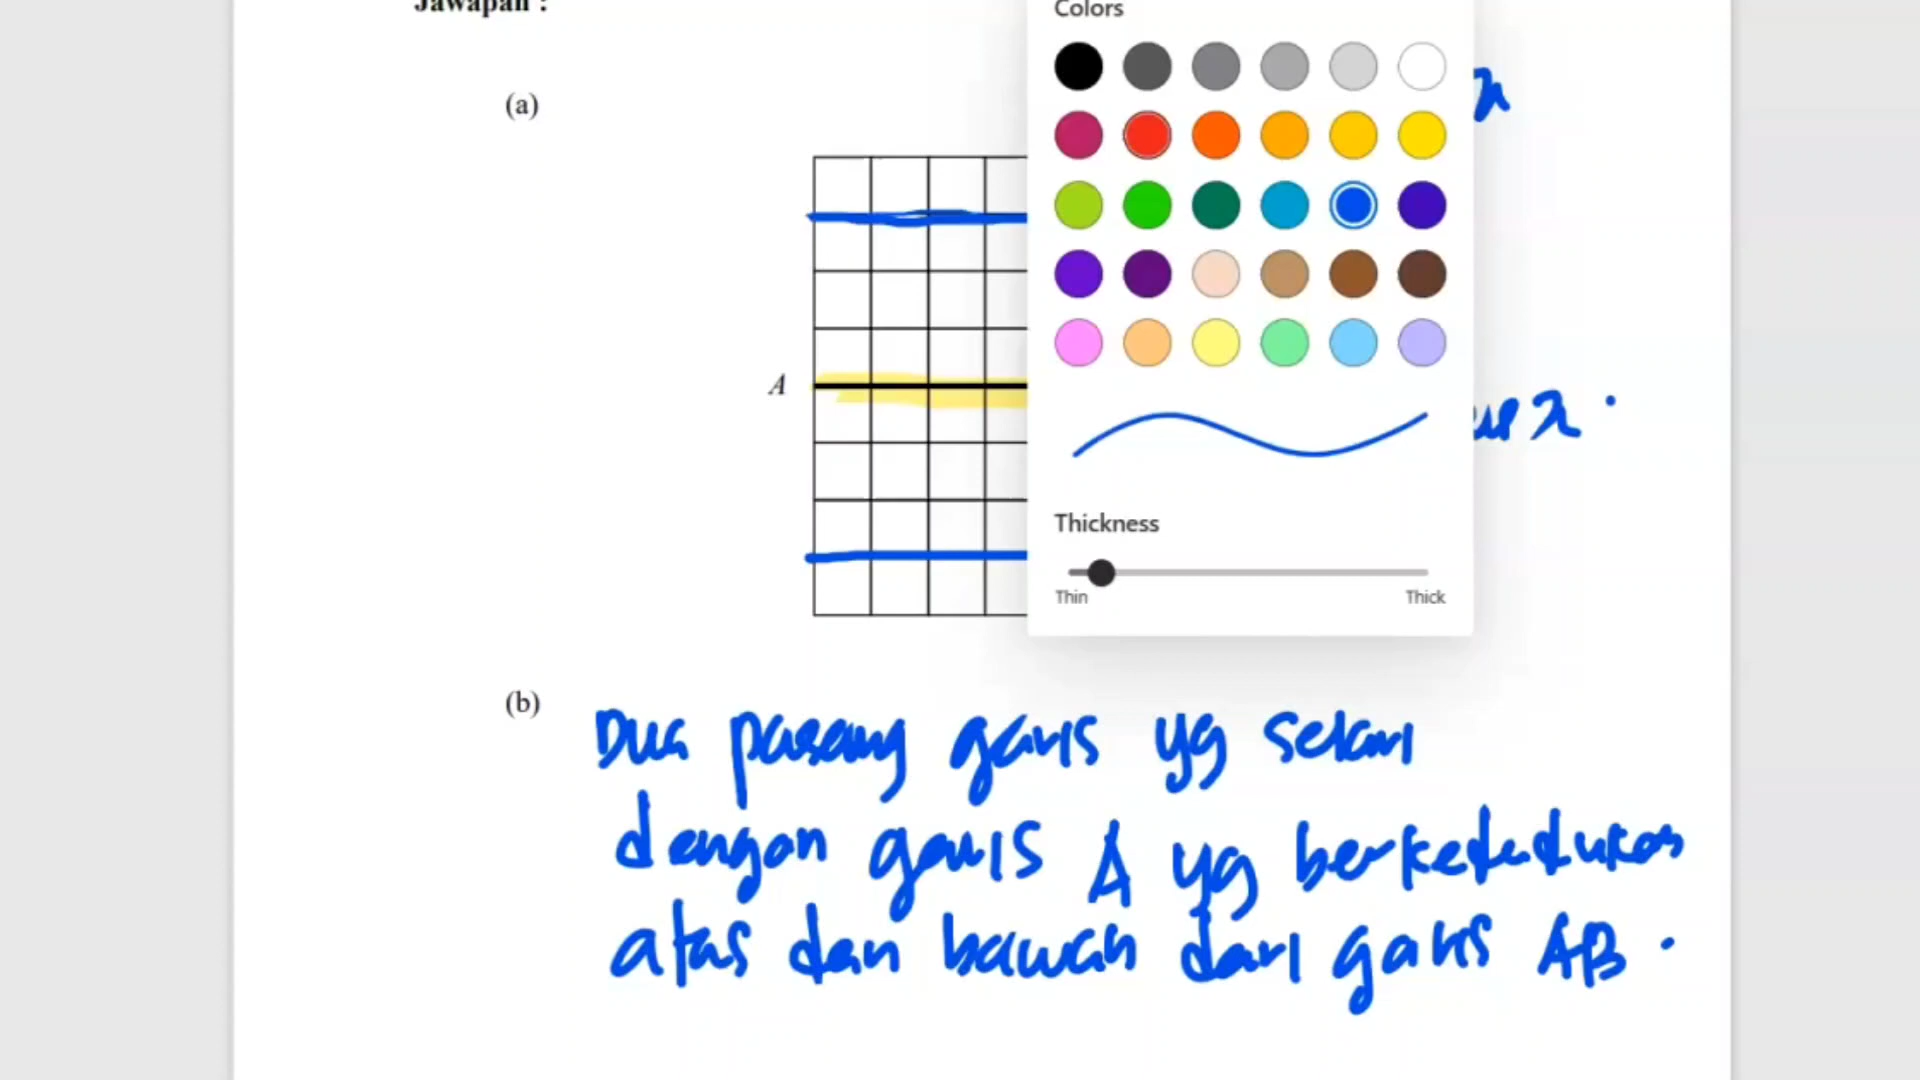 Jawapan :
Colors
(a)
x
A
x .
Thickness
Thin
Thick
(b)
Dua pasang garis yg selari
dengan garis A yg berkedudukan
atas dan bawah dari garis AB .